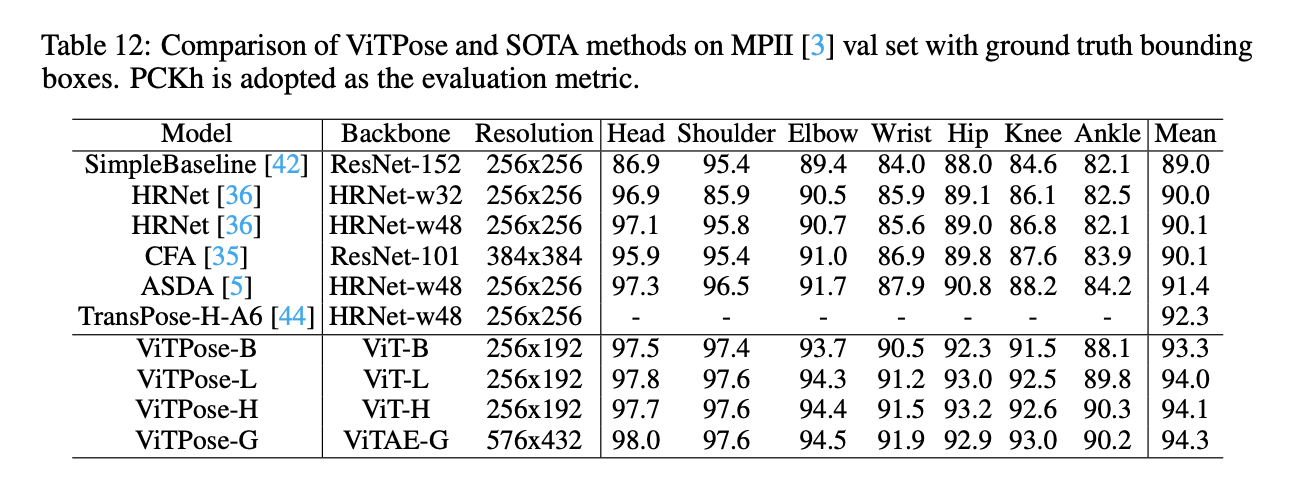 Table 12: Comparison of ViTPose and SOTA methods on MPII [3] val set with ground truth bounding
boxes. PCKh is adopted as the evaluation metric.
Model Backbone Resolution Head Shoulder Elbow Wrist Hip Knee Ankle Mean
SimpleBaseline [42] ResNet-152 256x256 86.9 95.4 89.4 84.0 88.0 84.6 82.1 89.0
HRNet [36] HRNet-w32 256x256 96.9 85.9 90.5 85.9 89.1 86.1 82.5 90.0
HRNet [36] HRNet-w48 256x256 97.1 95.8 90.7 85.6 89.0 86.8 82.1 90.1
CFA [35] ResNet-101 384x384 95.9 95.4 91.0 86.9 89.8 87.6 83.9 90.1
ASDA [5] HRNet-w48 256x256 97.3 96.5 91.7 87.9 90.8 88.2 84.2 91.4
TransPose-H-A6 [44] HRNet-w48 256x256 - - - - - - - 92.3
ViTPose-B ViT-B 256x192 97.5 97.4 93.7 90.5 92.3 91.5 88.1 93.3
ViTPose-L ViT-L 256x192 97.8 97.6 94.3 91.2 93.0 92.5 89.8 94.0
ViTPose-H ViT-H 256x192 97.7 97.6 94.4 91.5 93.2 92.6 90.3 94.1
ViTPose-G ViTAE-G 576x432 98.0 97.6 94.5 91.9 92.9 93.0 90.2 94.3